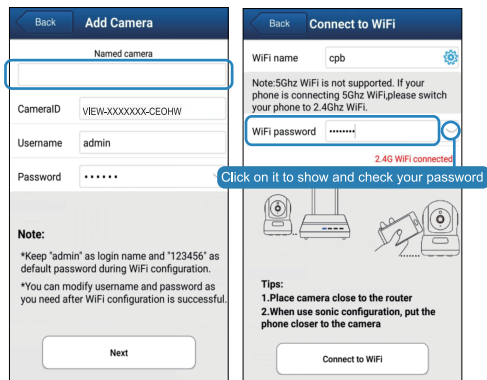 Back Add Camera
Named camera
CameraID VIEW-XXXXXXX-CEOHW
Username admin
Password ••••••
Note:
*Keep "admin" as login name and "123456" as
default password during WiFi configuration.
*You can modify username and password as
you need after WiFi configuration is successful.
Next
Back Connect to WiFi
WiFi name cpb
Note:5Ghz WiFi is not supported. If your
phone is connecting 5Ghz WiFi,please switch
your phone to 2.4Ghz WiFi.
WiFi password ••••••••
2.4G WiFi connected
Click on it to show and check your password
Tips:
1.Place camera close to the router
2.When use sonic configuration, put the
phone closer to the camera
Connect to WiFi